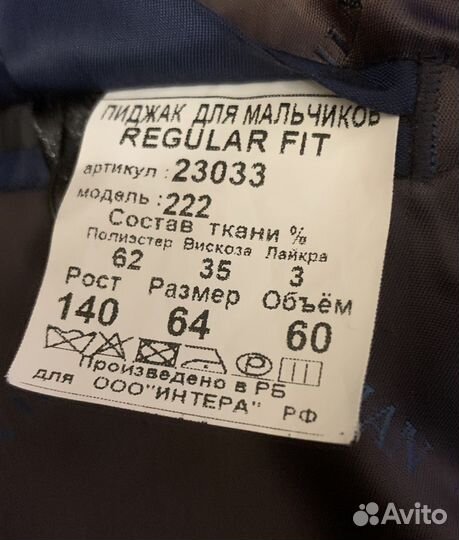 ПИДЖАК ДЛЯ МАЛЬЧИКОВ
REGULAR FIT
артикул : 23033
модель : 222
Состав ткани %
Полиэстер Вискоза Лайкра
62 35 3
Рост Размер Объём
140 64 60
P
Произведено в РБ
для ООО"ИНТЕРА" РФ
Avito